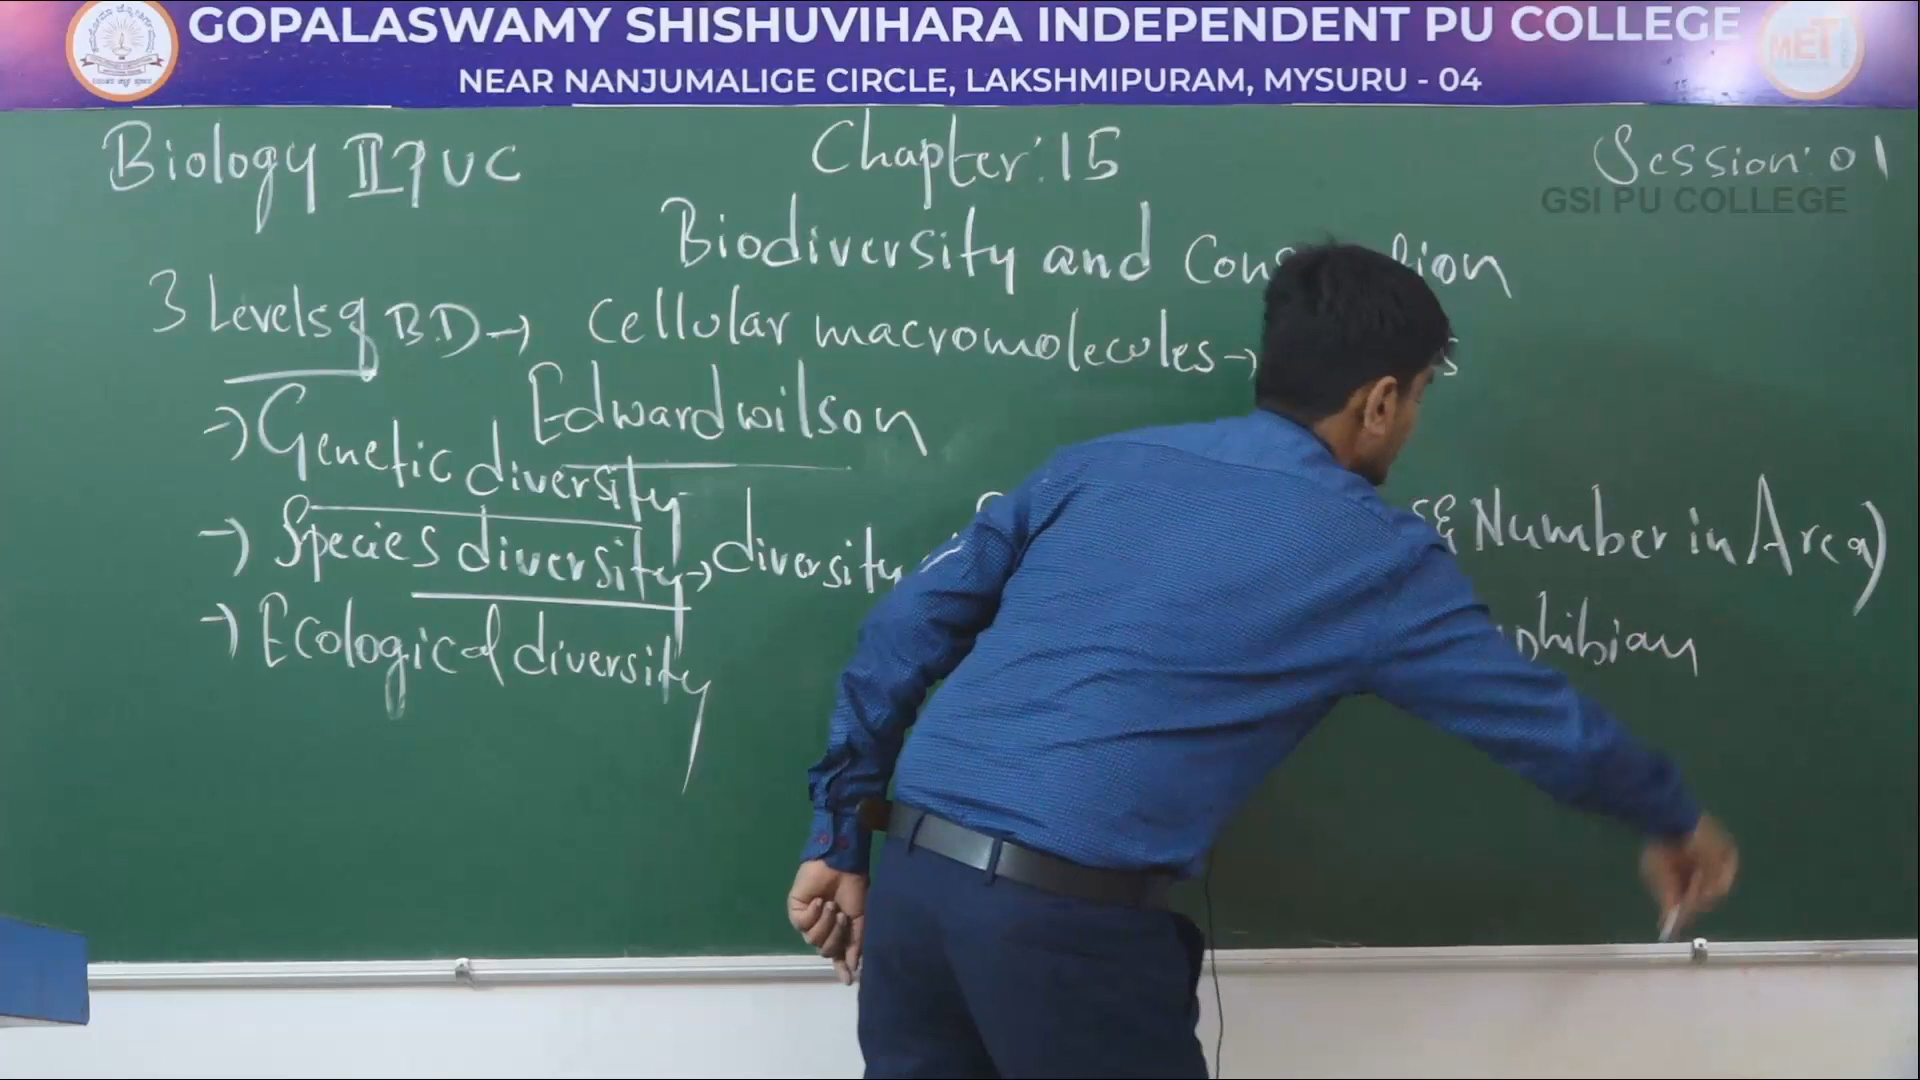 GOPALASWAMY SHISHUVIHARA INDEPENDENT PU COLLEGE
MET
NEAR NANJUMALIGE CIRCLE, LAKSHMIPURAM, MYSURU - 04
Biology II PUC Chapter: 15 Session: 01
GSI PU COLLEGE
Biodiversity and
3 Levels of B.D → Cellular macromolecules →
Edward wilson
→ Genetic diversity
→ Species diversity → diversity
Number in Area)
→ Ecological diversity